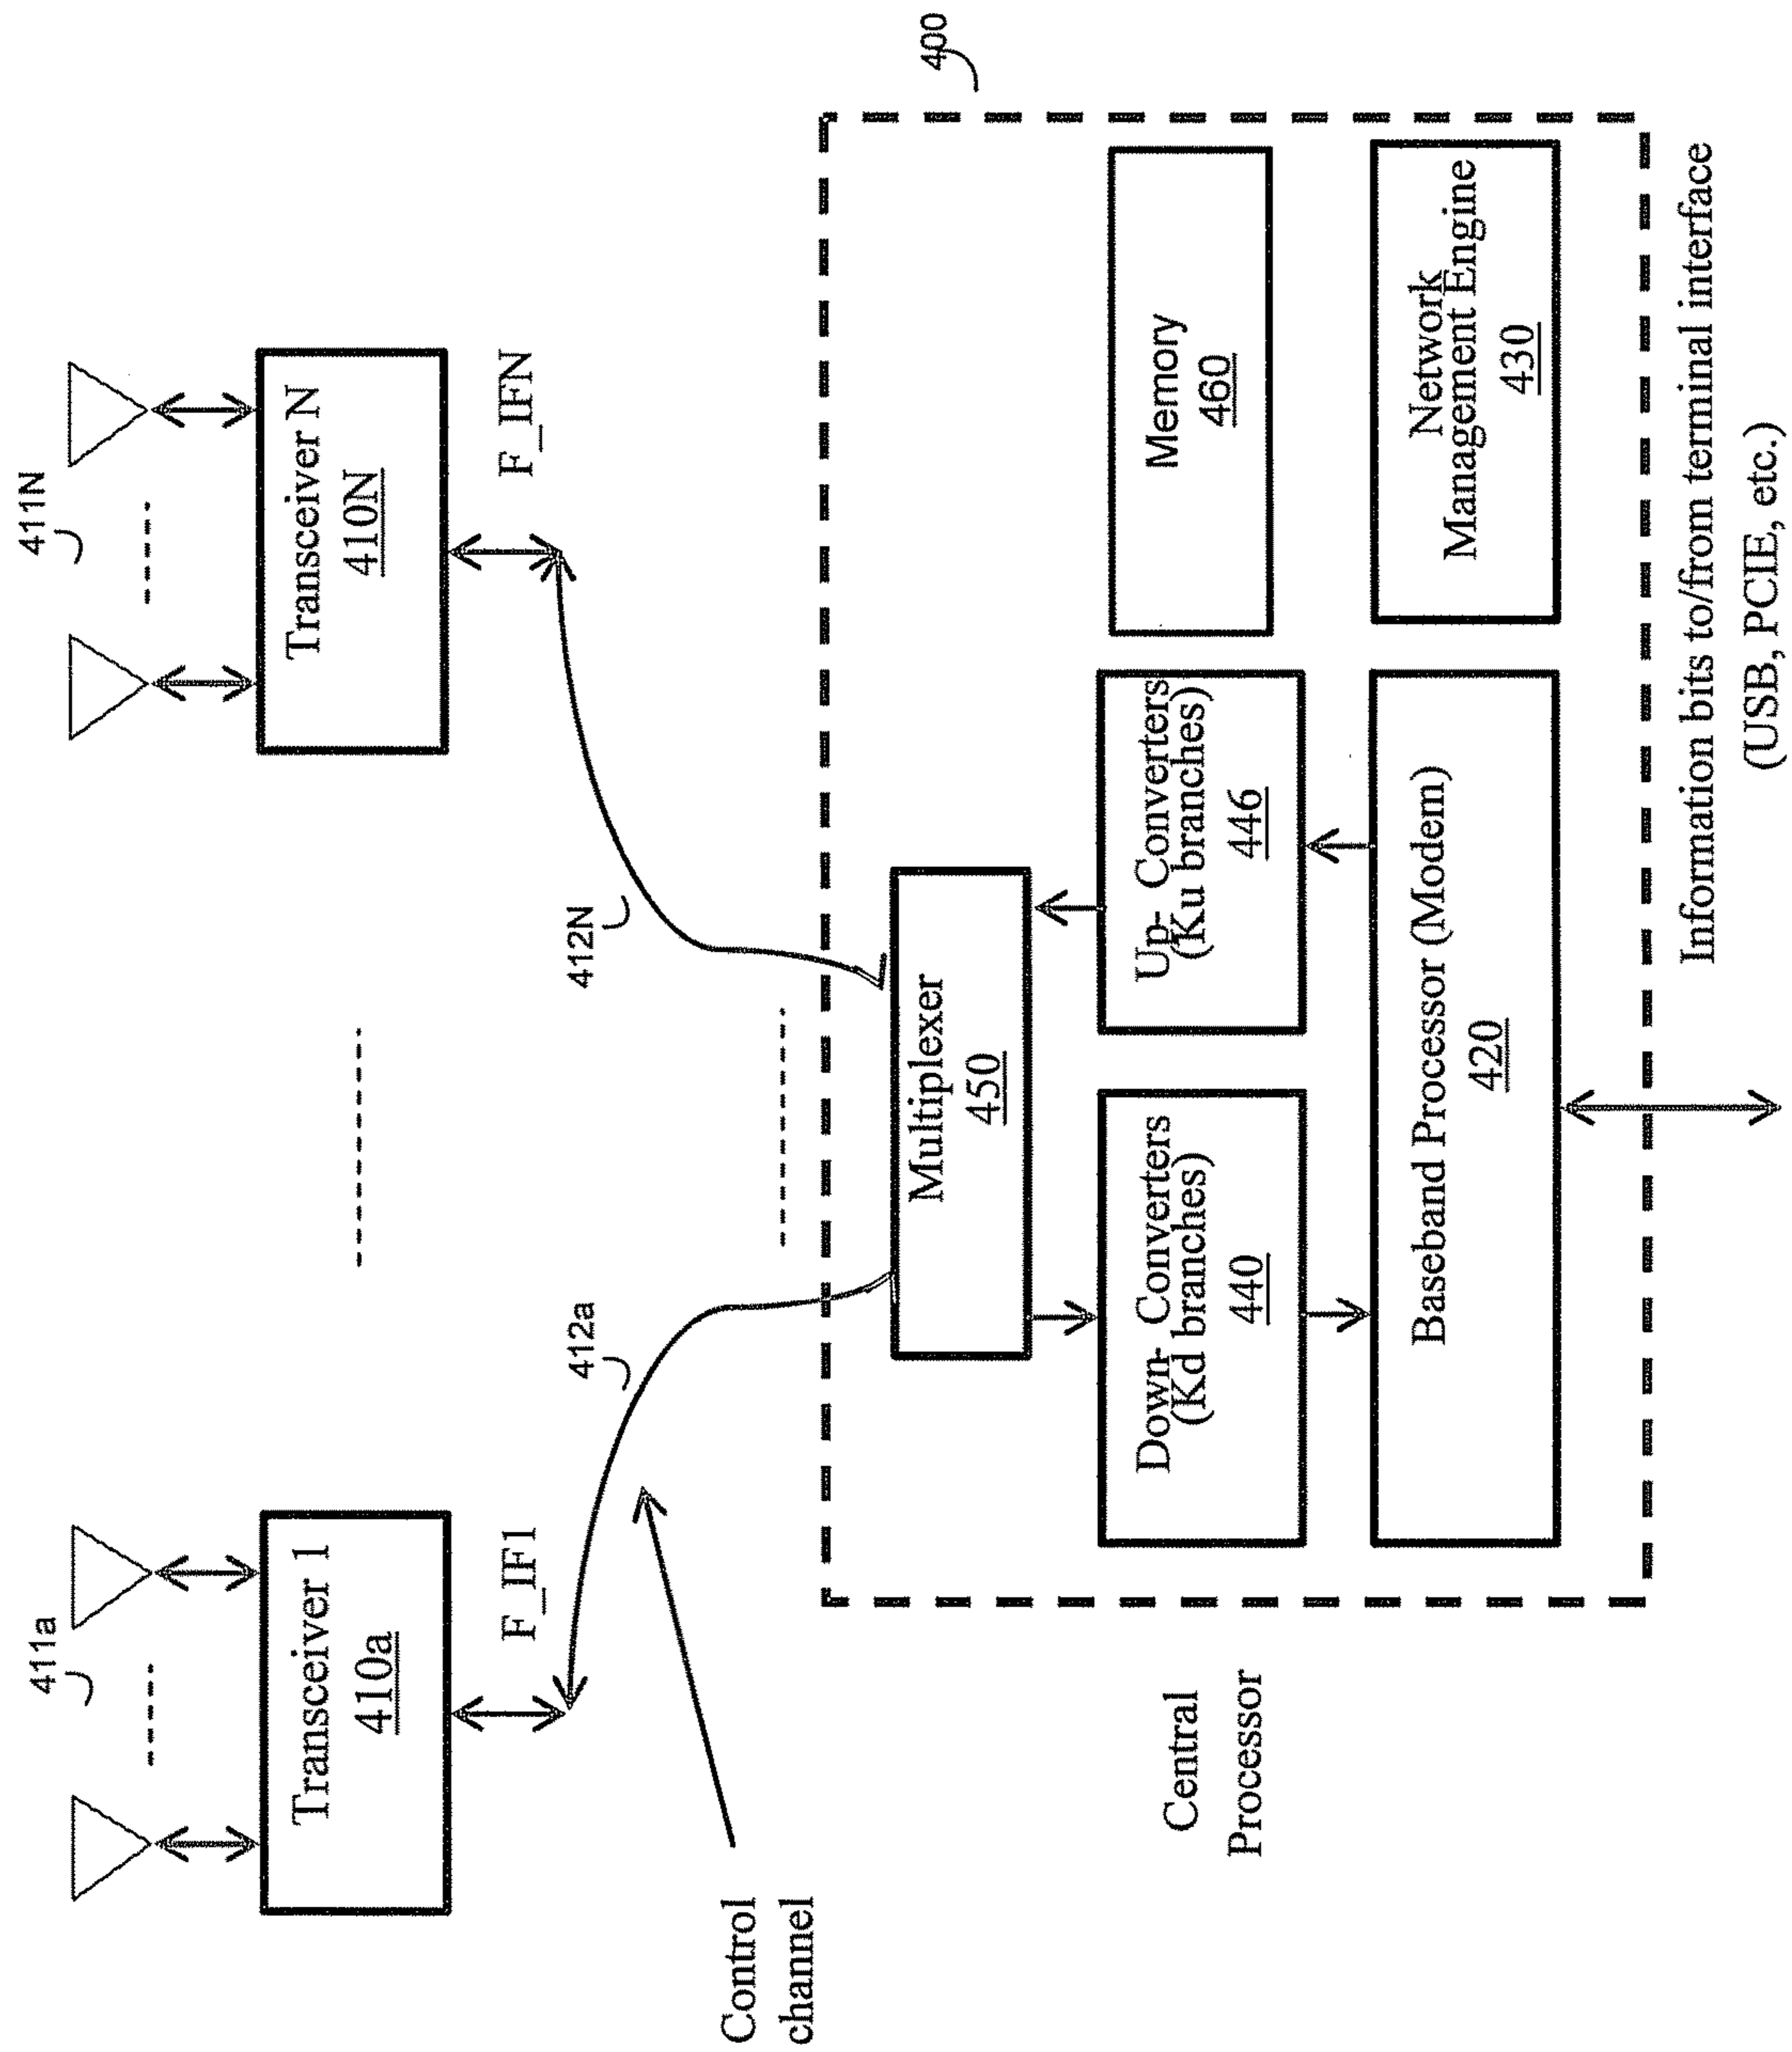 411a
411N
Transceiver 1
410a
Transceiver N
410N
F_IF1
F_IFN
412a
412N
Control
channel
400
Central
Processor
Multiplexer
450
Down- Converters
(Kd branches)
440
Up- Converters
(Ku branches)
446
Memory
460
Baseband Processor (Modem)
420
Network
Management Engine
430
Information bits to/from terminal interface
(USB, PCIE, etc.)